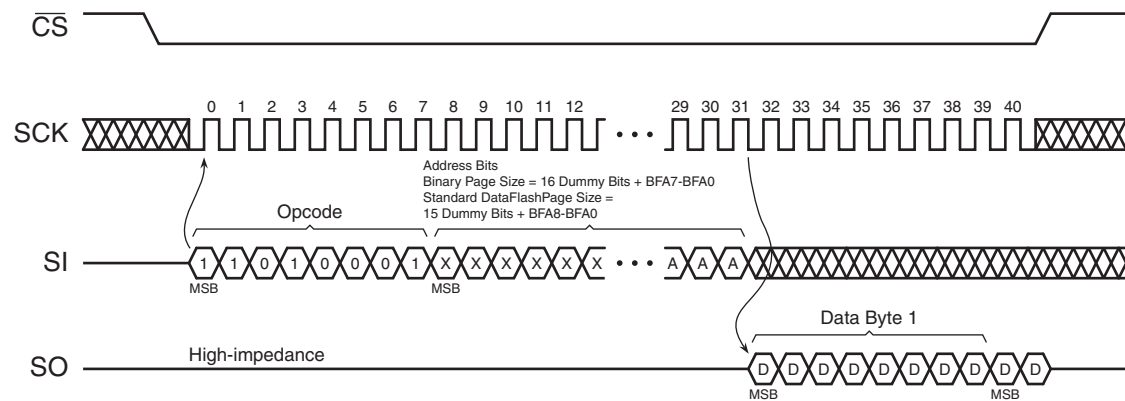 CS
0 1 2 3 4 5 6 7 8 9 10 11 12 29 30 31 32 33 34 35 36 37 38 39 40
SCK
Address Bits
Binary Page Size = 16 Dummy Bits + BFA7-BFA0
Standard DataFlashPage Size =
15 Dummy Bits + BFA8-BFA0
Opcode
SI
1 1 0 1 0 0 0 1 X X X X X X A A A
MSB MSB
Data Byte 1
High-impedance
SO
D D D D D D D D D D
MSB MSB